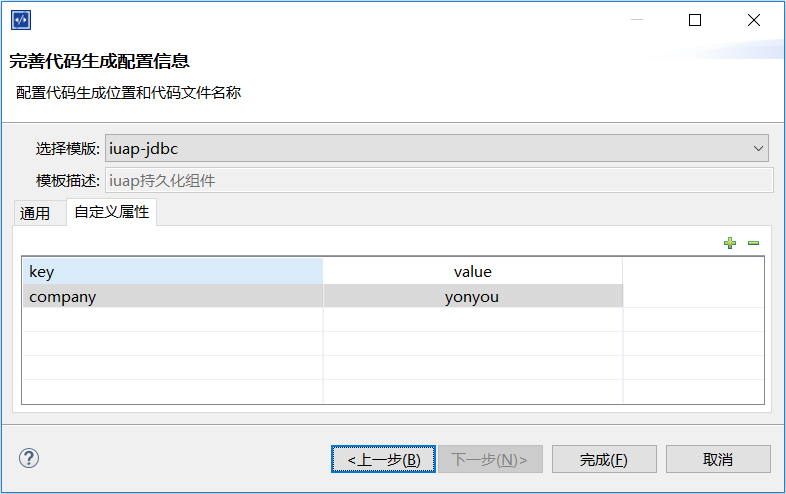 完善代码生成配置信息
配置代码生成位置和代码文件名称
选择模版: iuap-jdbc
模板描述: iuap持久化组件
通用 自定义属性
key value
company yonyou
<上一步(B) 下一步(N)> 完成(F) 取消